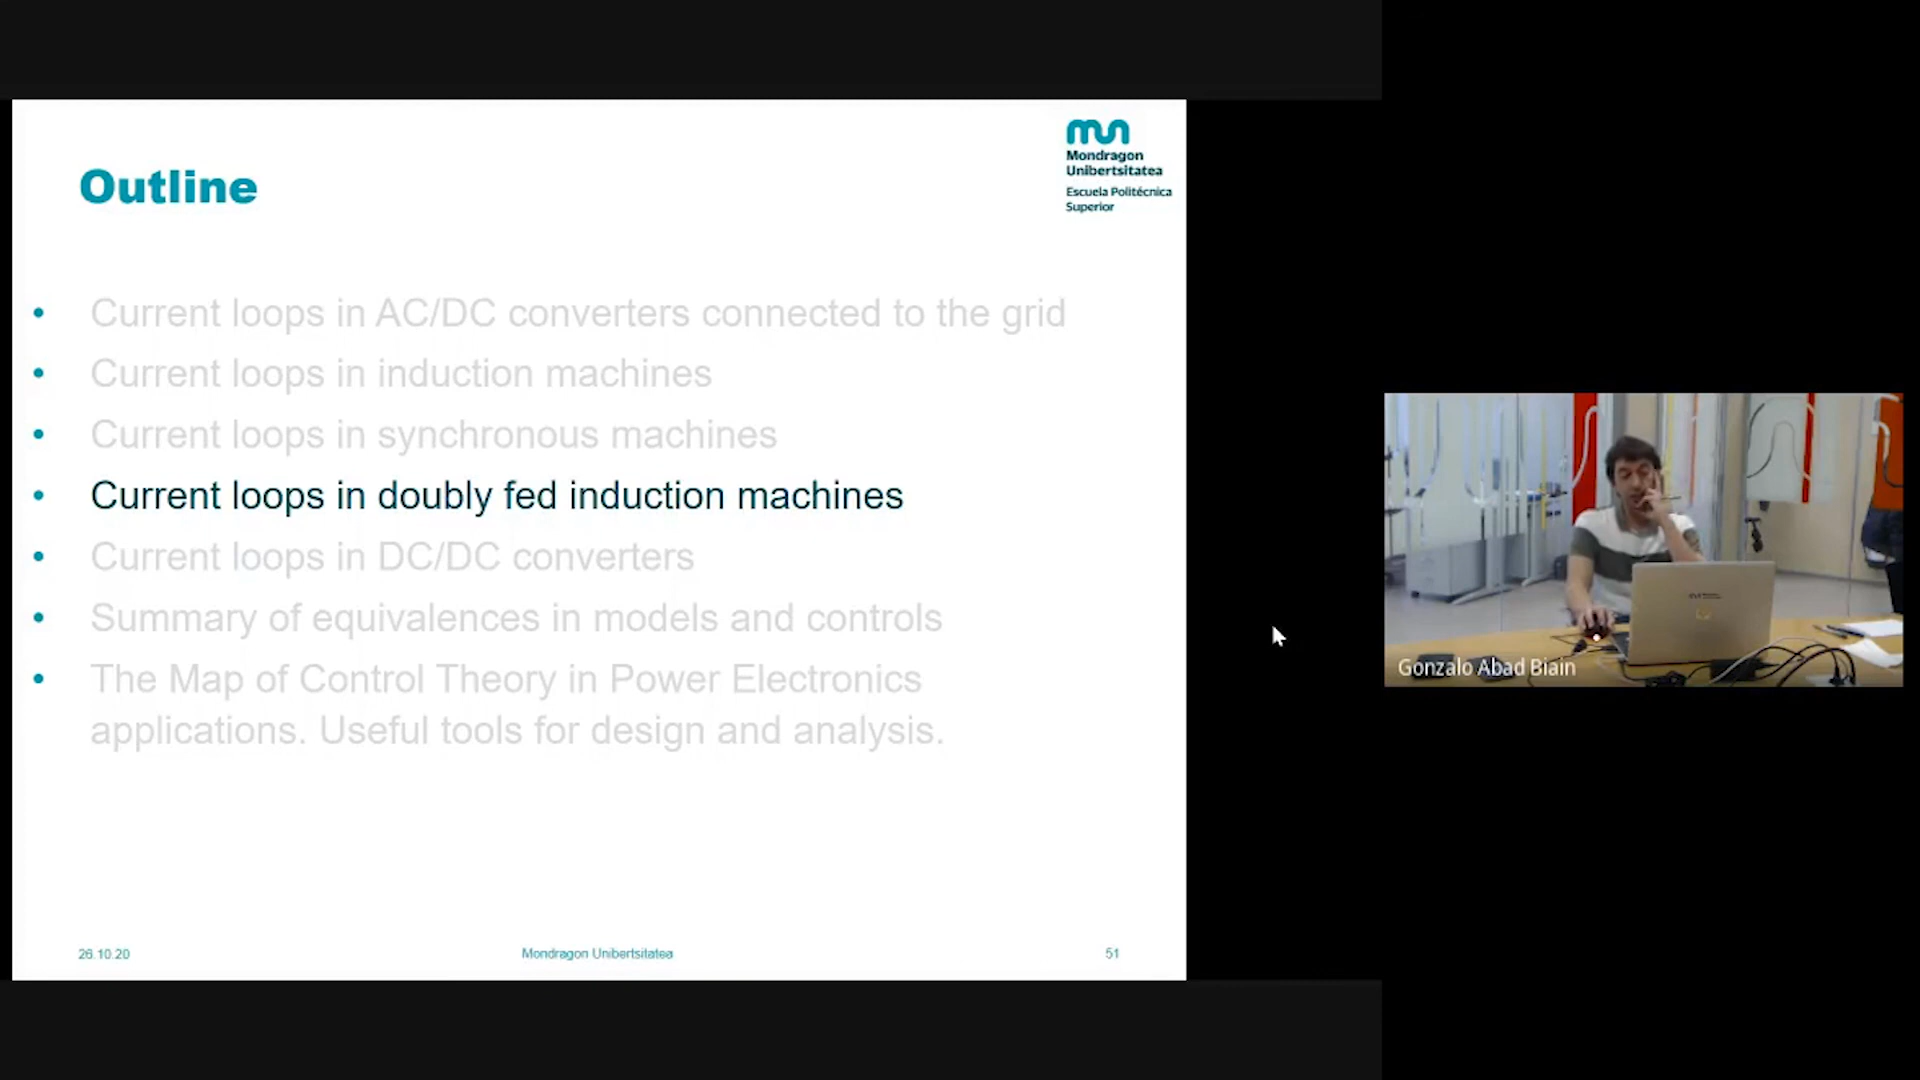 Outline
mun
Mondragon
Unibertsitatea
Escuela Politécnica
Superior
• Current loops in AC/DC converters connected to the grid
• Current loops in induction machines
• Current loops in synchronous machines
• Current loops in doubly fed induction machines
• Current loops in DC/DC converters
• Summary of equivalences in models and controls
• The Map of Control Theory in Power Electronics
applications. Useful tools for design and analysis.
26.10.20
Mondragon Unibertsitatea
51
Gonzalo Abad Biain